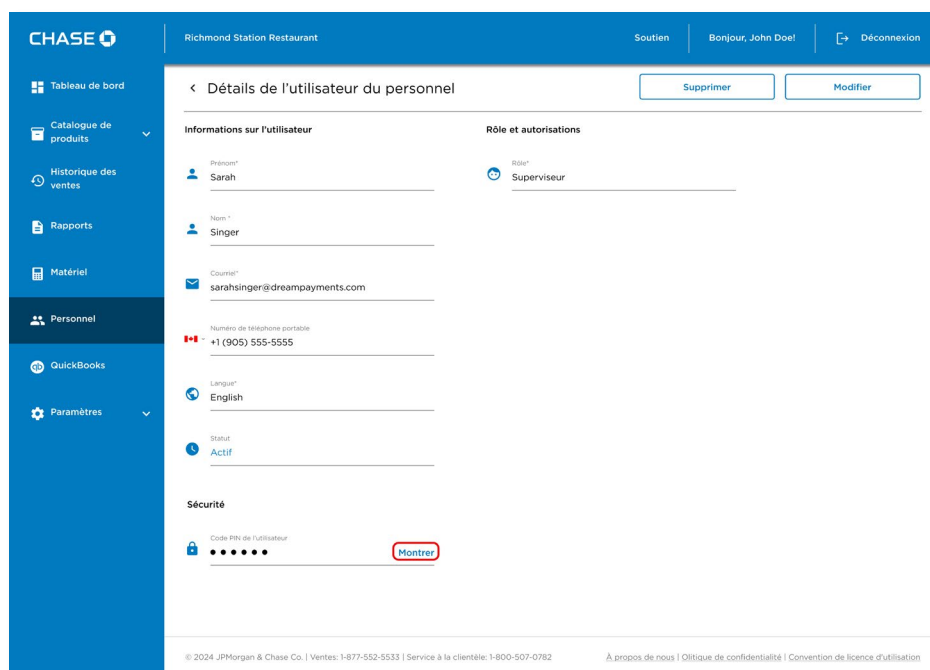 CHASE
Richmond Station Restaurant
Soutien
Bonjour, John Doe!
Déconnexion
Tableau de bord
Catalogue de
produits
Historique des
ventes
Rapports
Matériel
Personnel
QuickBooks
Paramètres
Détails de l'utilisateur du personnel
Supprimer
Modifier
Informations sur l'utilisateur
Prénom*
Sarah
Nom *
Singer
Courriel*
sarahsinger@dreampayments.com
Numéro de téléphone portable
+1 (905) 555-5555
Langue*
English
Statut
Actif
Rôle et autorisations
Rôle*
Superviseur
Sécurité
Code PIN de l'utilisateur
Montrer
© 2024 JPMorgan & Chase Co. | Ventes: 1-877-552-5533 | Service à la clientèle: 1-800-507-0782
À propos de nous | Olitique de confidentialité | Convention de licence d'utilisation